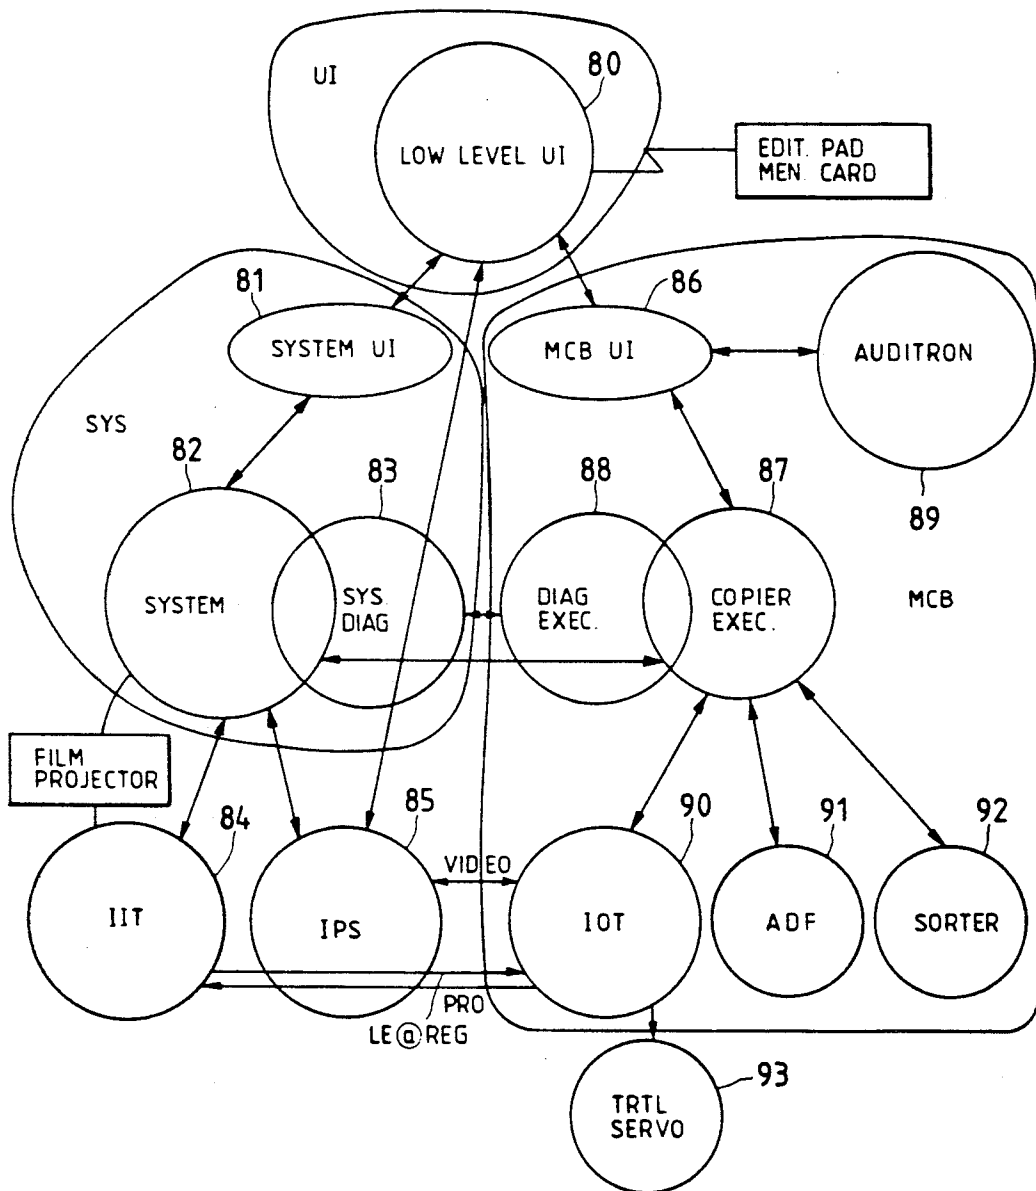 UI
80
LOW LEVEL UI
EDIT. PAD
MEN. CARD
81
SYSTEM UI
86
MCB UI
AUDITRON
89
SYS
82
83
88
87
SYSTEM
SYS.
DIAG
DIAG
EXEC.
COPIER
EXEC.
MCB
FILM
PROJECTOR
84
85
90
91
92
IIT
IPS
VIDEO
IOT
ADF
SORTER
PRO
LE@REG
93
TRTL
SERVO